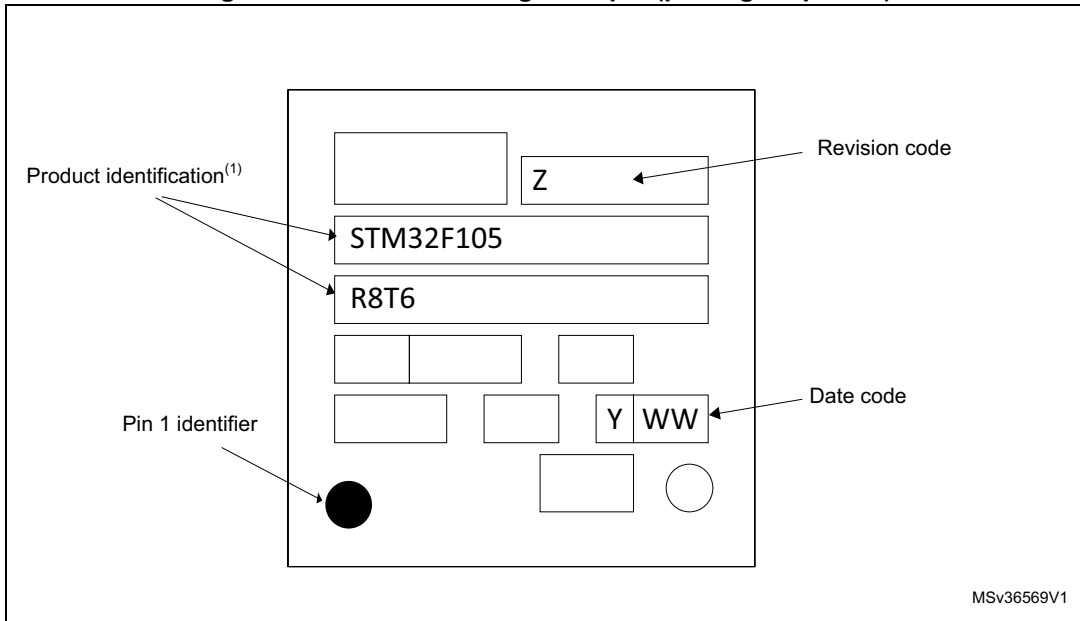 Revision code
Z
Product identification(1)
STM32F105
R8T6
Date code
Y WW
Pin 1 identifier
MSv36569V1